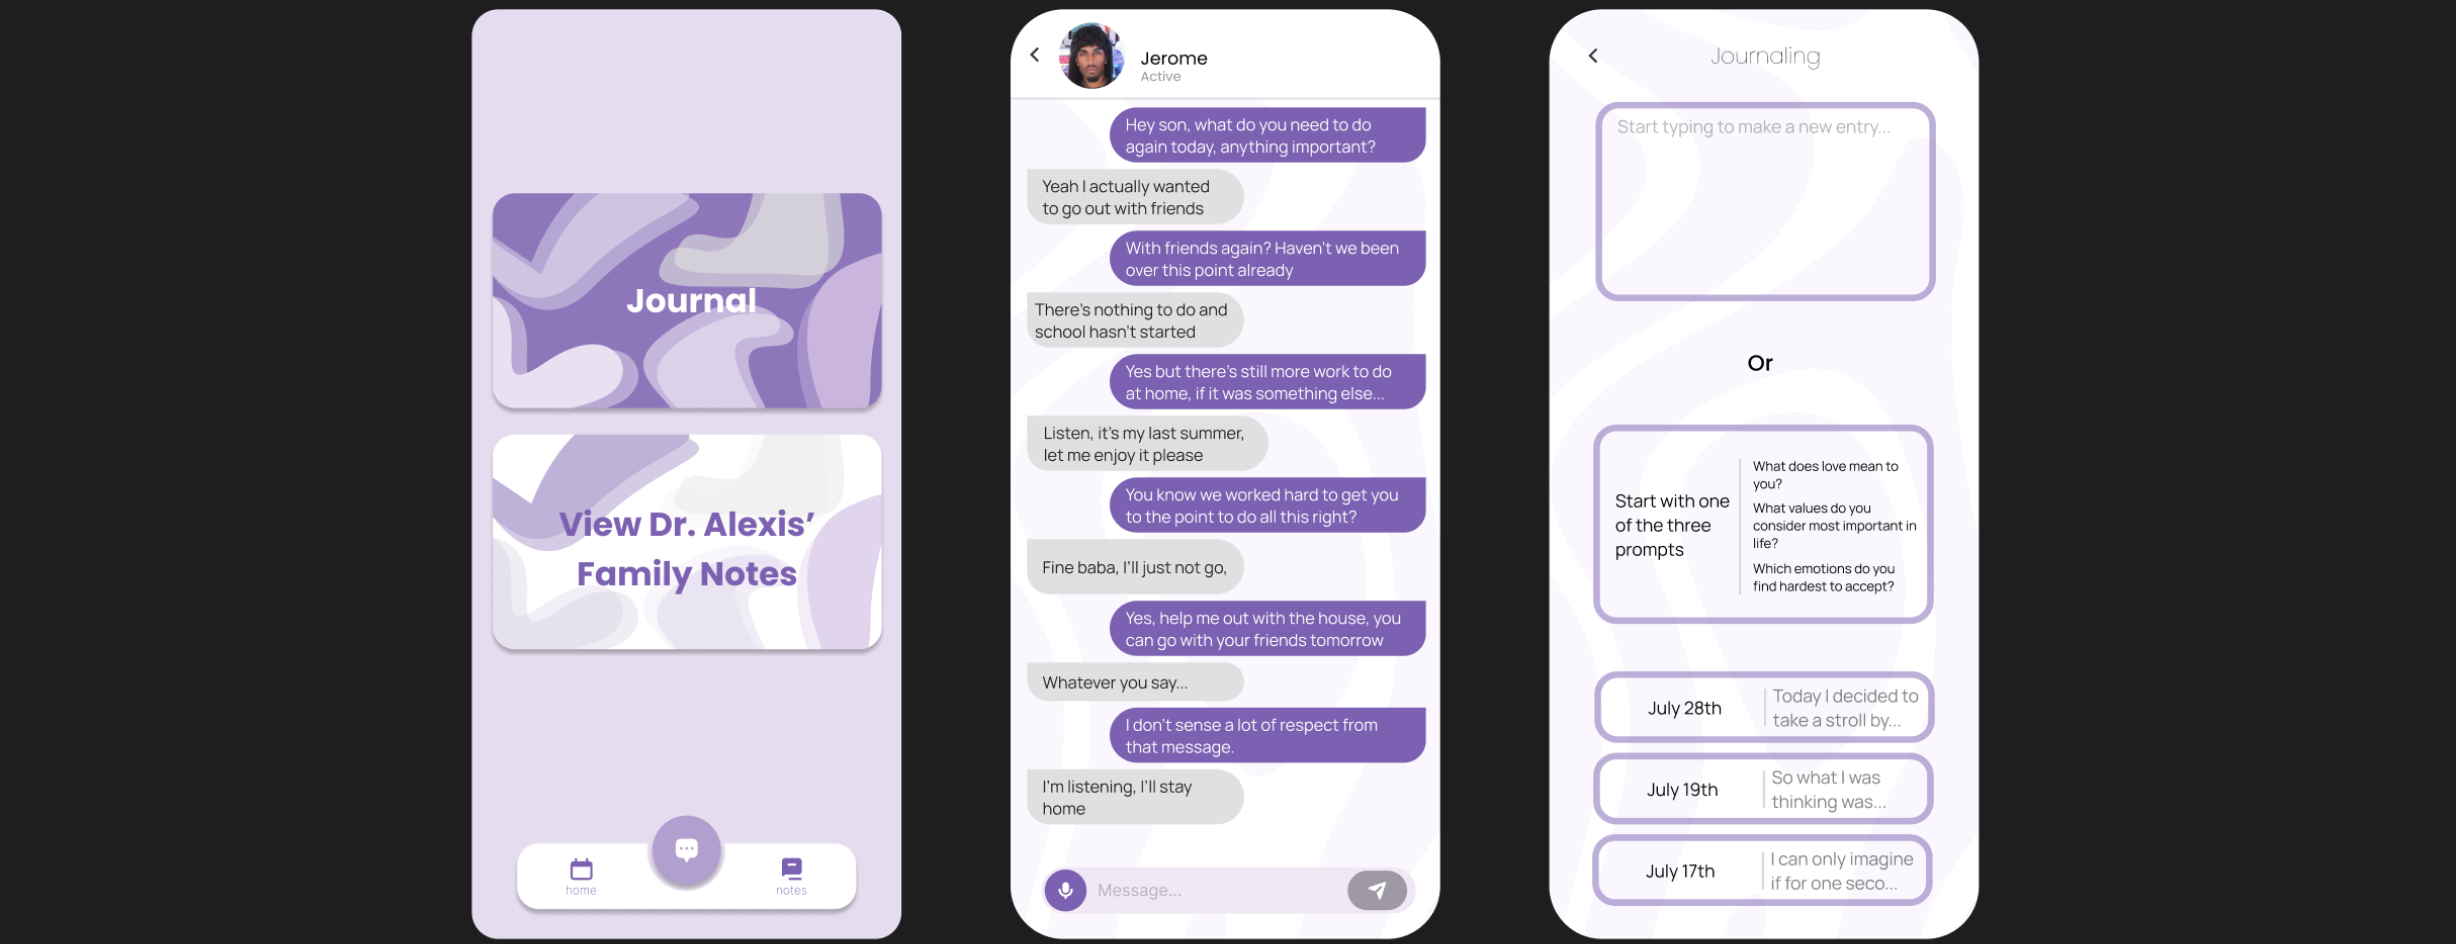 Journal
View Dr. Alexis’
Family Notes
home
notes
Jerome
Active
Hey son, what do you need to do
again today, anything important?
Yeah I actually wanted
to go out with friends
With friends again? Haven’t we been
over this point already
There’s nothing to do and
school hasn’t started
Yes but there’s still more work to do
at home, if it was something else...
Listen, it’s my last summer,
let me enjoy it please
You know we worked hard to get you
to the point to do all this right?
Fine baba, I’ll just not go,
Yes, help me out with the house, you
can go with your friends tomorrow
Whatever you say...
I don’t sense a lot of respect from
that message.
I’m listening, I’ll stay
home
Message...
Journaling
Start typing to make a new entry...
Or
Start with one
of the three
prompts
What does love mean to
you?
What values do you
consider most important in
life?
Which emotions do you
find hardest to accept?
July 28th
Today I decided to
take a stroll by...
July 19th
So what I was
thinking was...
July 17th
I can only imagine
if for one seco...